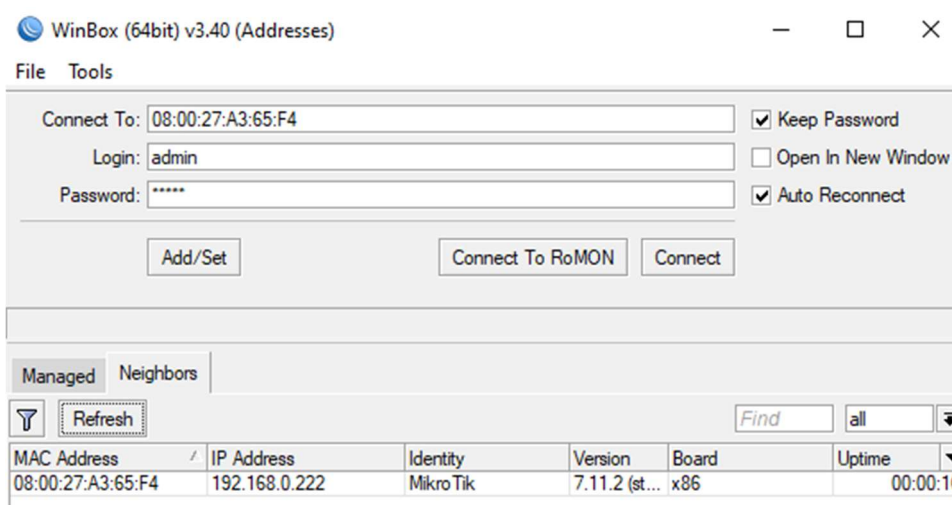 WinBox (64bit) v3.40 (Addresses)
File Tools
Connect To: 08:00:27:A3:65:F4
Keep Password
Login: admin
Open In New Window
Password: *****
Auto Reconnect
Add/Set Connect To RoMON Connect
Managed Neighbors
Refresh Find all
MAC Address IP Address Identity Version Board Uptime
08:00:27:A3:65:F4 192.168.0.222 MikroTik 7.11.2 (st... x86 00:00:1